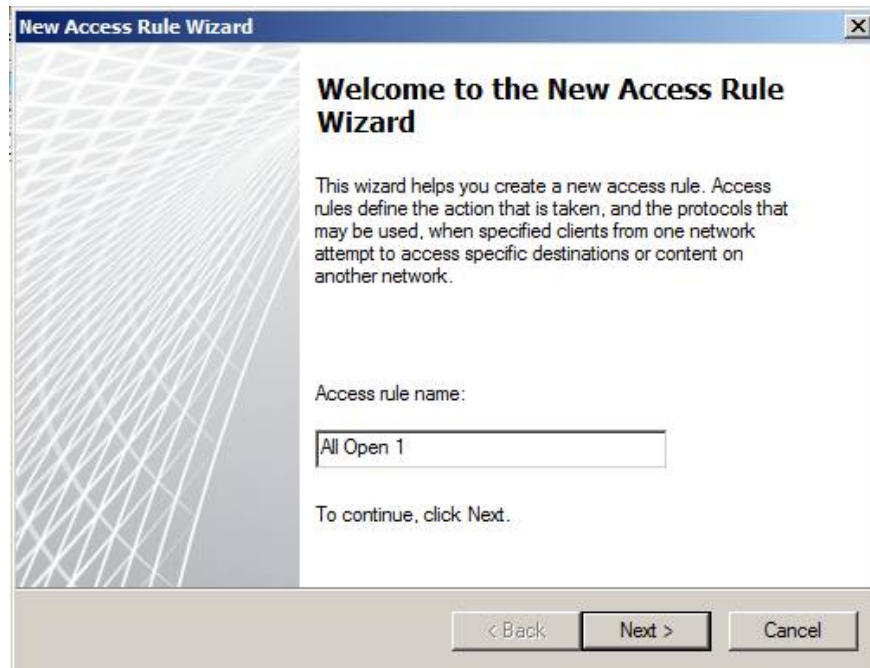 New Access Rule Wizard
Welcome to the New Access Rule
Wizard
This wizard helps you create a new access rule. Access
rules define the action that is taken, and the protocols that
may be used, when specified clients from one network
attempt to access specific destinations or content on
another network.
Access rule name:
All Open 1
To continue, click Next.
< Back
Next >
Cancel